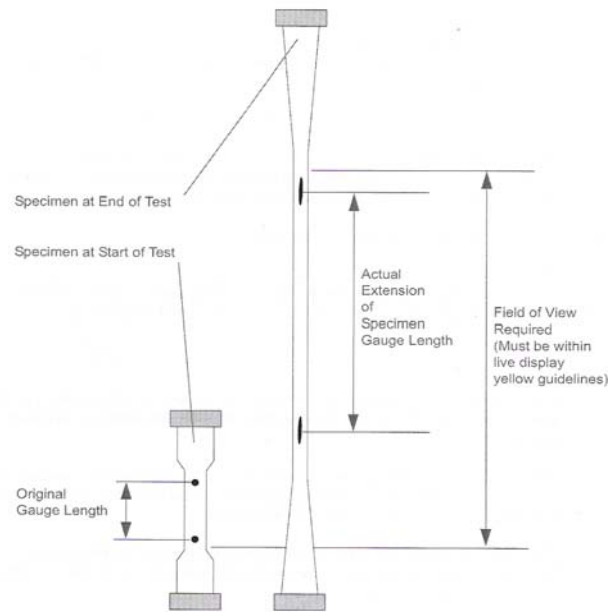 Specimen at End of Test
Specimen at Start of Test
Actual
Extension
of
Specimen
Gauge Length
Field of View
Required
(Must be within
live display
yellow guidelines)
Original
Gauge Length